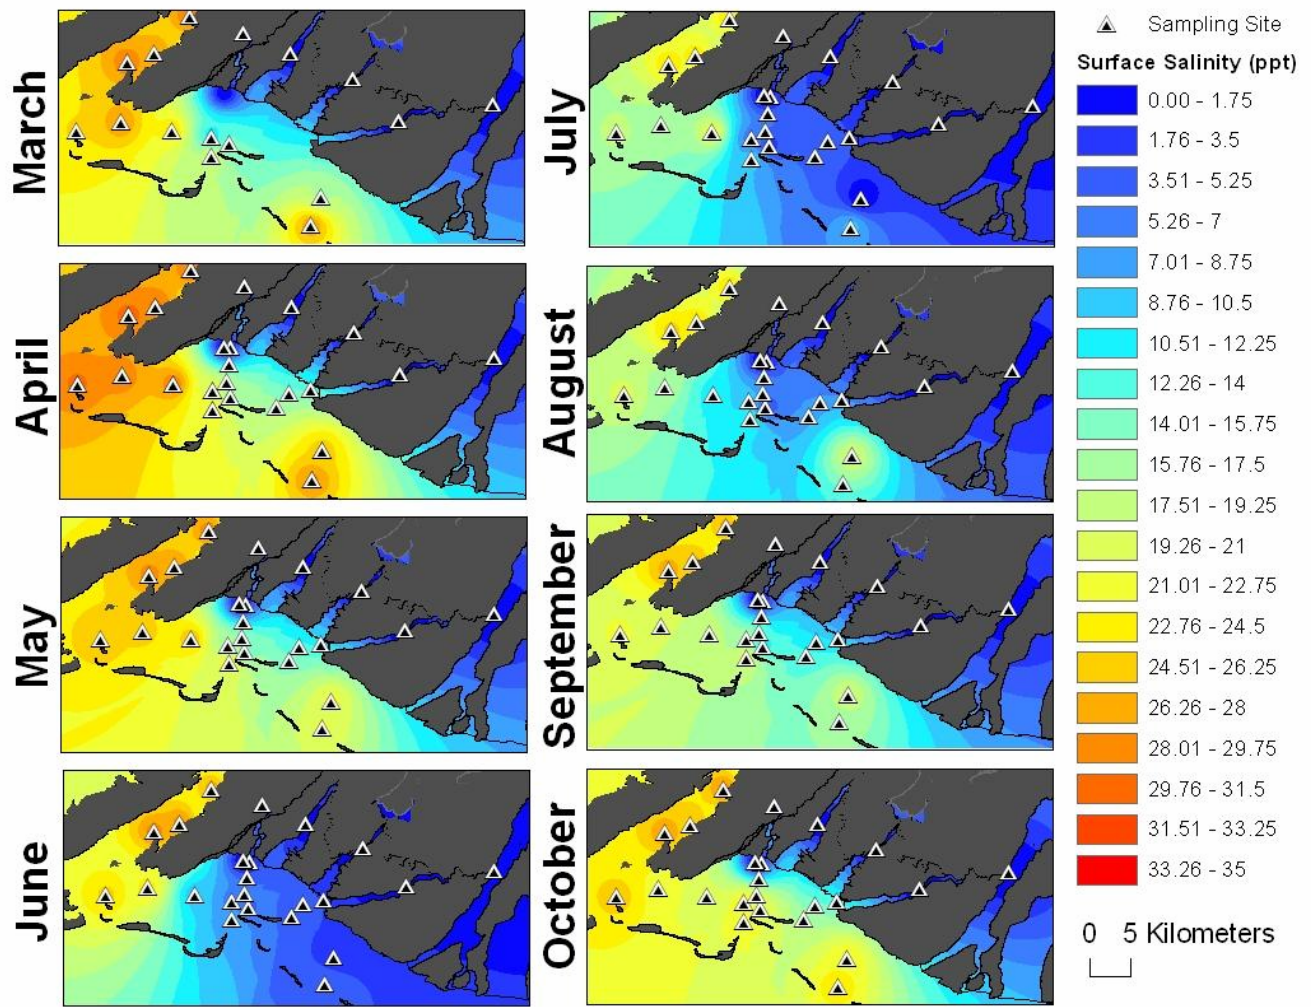 March
July
April
August
May
September
June
October
Sampling Site
Surface Salinity (ppt)
0.00 - 1.75
1.76 - 3.5
3.51 - 5.25
5.26 - 7
7.01 - 8.75
8.76 - 10.5
10.51 - 12.25
12.26 - 14
14.01 - 15.75
15.76 - 17.5
17.51 - 19.25
19.26 - 21
21.01 - 22.75
22.76 - 24.5
24.51 - 26.25
26.26 - 28
28.01 - 29.75
29.76 - 31.5
31.51 - 33.25
33.26 - 35
0 5 Kilometers